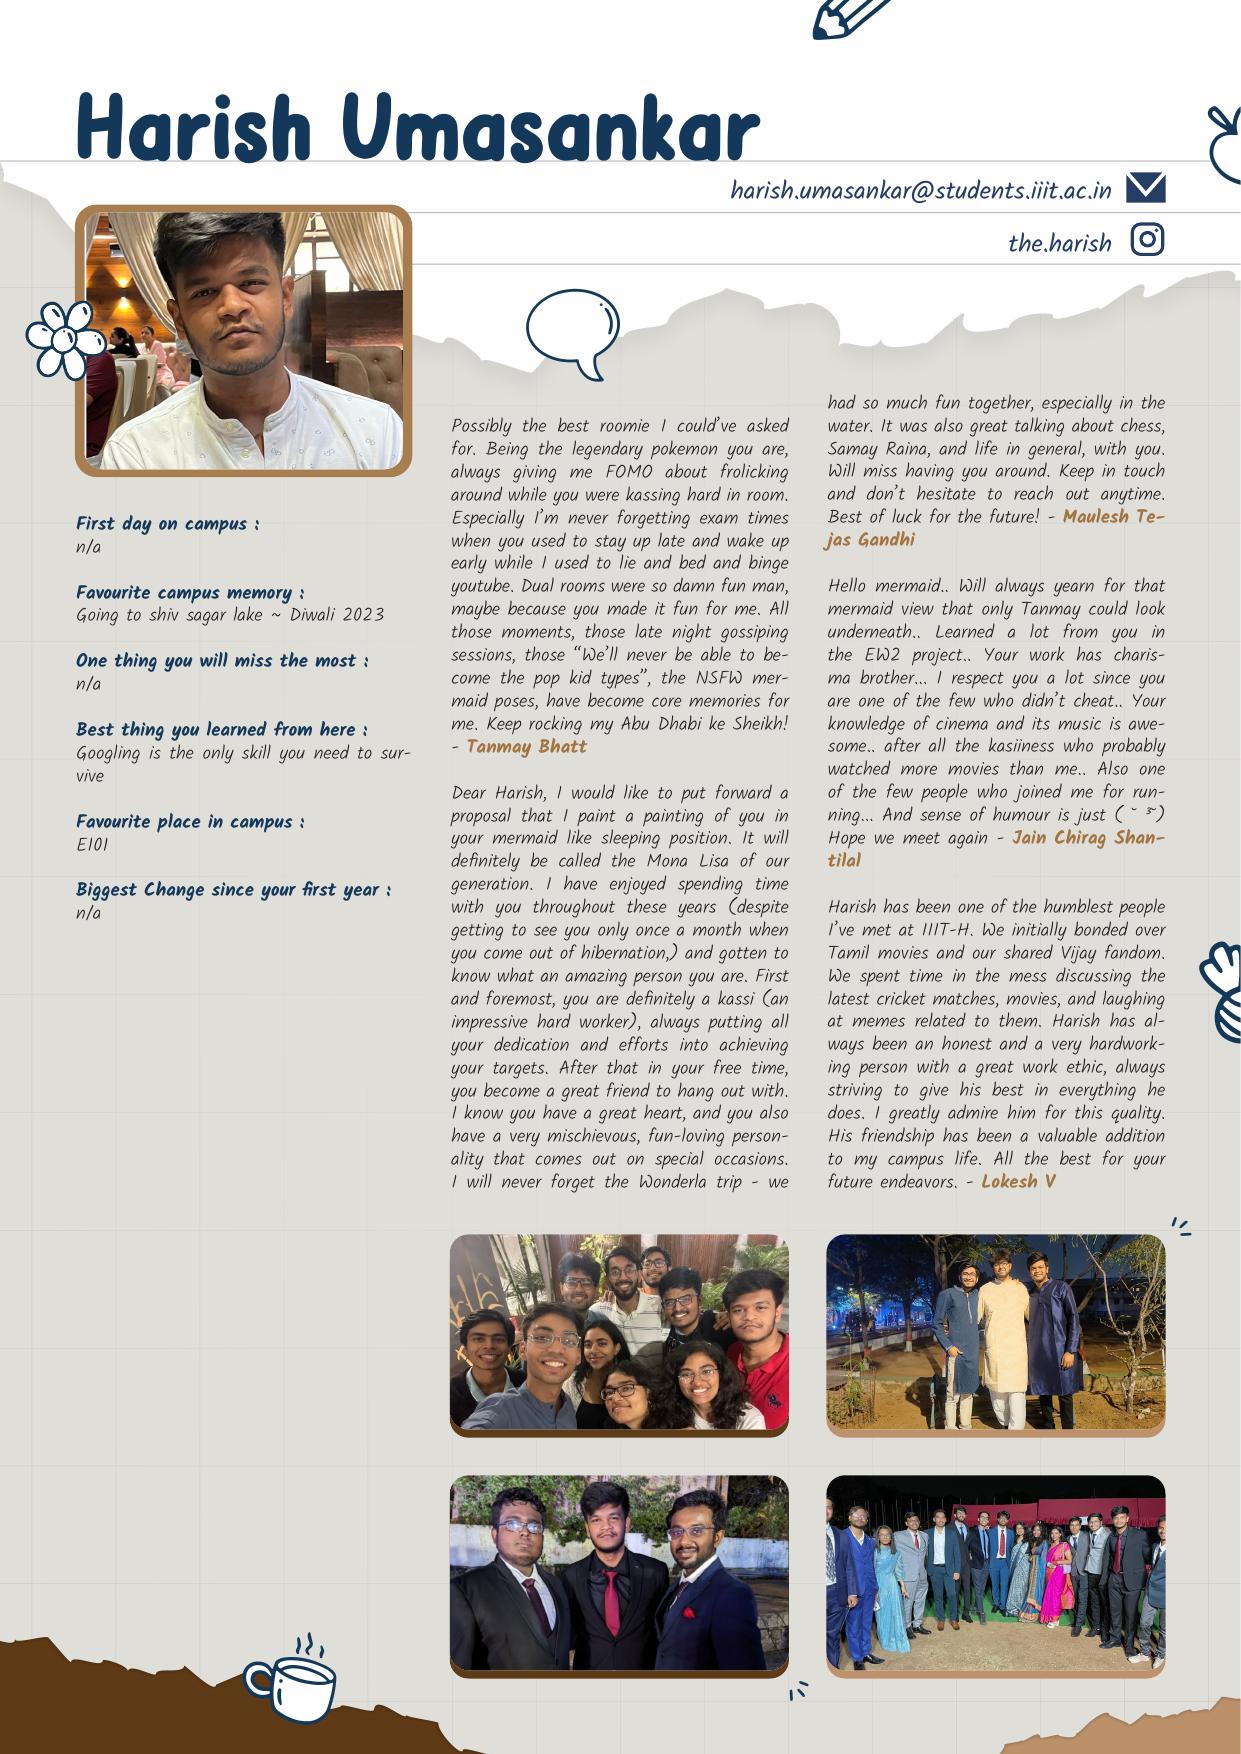 Harish Umasankar
harish.umasankar@students.iiit.ac.in
the.harish
First day on campus :
n/a
Favourite campus memory :
Going to shiv sagar lake ~ Diwali 2023
One thing you will miss the most :
n/a
Best thing you learned from here :
Googling is the only skill you need to sur-
vive
Favourite place in campus :
E101
Biggest Change since your first year :
n/a
Possibly the best roomie I could’ve asked
for. Being the legendary pokemon you are,
always giving me FOMO about frolicking
around while you were kassing hard in room.
Especially I’m never forgetting exam times
when you used to stay up late and wake up
early while I used to lie and bed and binge
youtube. Dual rooms were so damn fun man,
maybe because you made it fun for me. All
those moments, those late night gossiping
sessions, those “We’ll never be able to be-
come the pop kid types”, the NSFW mer-
maid poses, have become core memories for
me. Keep rocking my Abu Dhabi ke Sheikh!
- Tanmay Bhatt
Dear Harish, I would like to put forward a
proposal that I paint a painting of you in
your mermaid like sleeping position. It will
definitely be called the Mona Lisa of our
generation. I have enjoyed spending time
with you throughout these years (despite
getting to see you only once a month when
you come out of hibernation,) and gotten to
know what an amazing person you are. First
and foremost, you are definitely a kassi (an
impressive hard worker), always putting all
your dedication and efforts into achieving
your targets. After that in your free time,
you become a great friend to hang out with.
I know you have a great heart, and you also
have a very mischievous, fun-loving person-
ality that comes out on special occasions.
I will never forget the Wonderla trip - we
had so much fun together, especially in the
water. It was also great talking about chess,
Samay Raina, and life in general, with you.
Will miss having you around. Keep in touch
and don’t hesitate to reach out anytime.
Best of luck for the future! - Maulesh Te-
jas Gandhi
Hello mermaid.. Will always yearn for that
mermaid view that only Tanmay could look
underneath.. Learned a lot from you in
the EW2 project.. Your work has charis-
ma brother... I respect you a lot since you
are one of the few who didn’t cheat.. Your
knowledge of cinema and its music is awe-
some.. after all the kasiiness who probably
watched more movies than me.. Also one
of the few people who joined me for run-
ning... And sense of humour is just ( ˘ ³˘)
Hope we meet again - Jain Chirag Shan-
tilal
Harish has been one of the humblest people
I’ve met at IIIT-H. We initially bonded over
Tamil movies and our shared Vijay fandom.
We spent time in the mess discussing the
latest cricket matches, movies, and laughing
at memes related to them. Harish has al-
ways been an honest and a very hardwork-
ing person with a great work ethic, always
striving to give his best in everything he
does. I greatly admire him for this quality.
His friendship has been a valuable addition
to my campus life. All the best for your
future endeavors. - Lokesh V